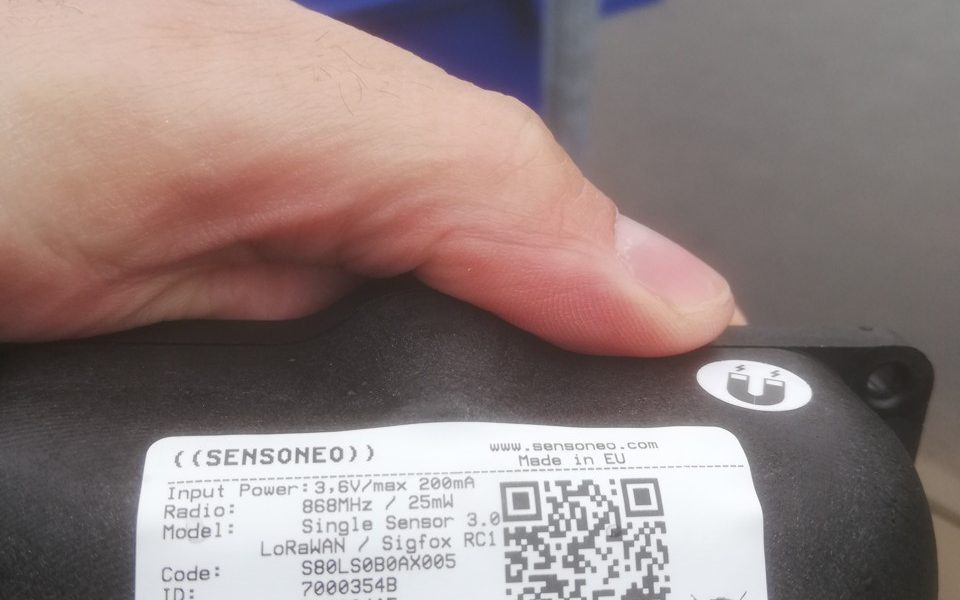 ((SENSONEO))
www.sensoneo.com
Made in EU
Input Power: 3,6V/max 200mA
Radio: 868MHz / 25mW
Model: Single Sensor 3.0
LoRaWAN / Sigfox RC1
Code: S80LS0B0AX005
ID: 7000354B